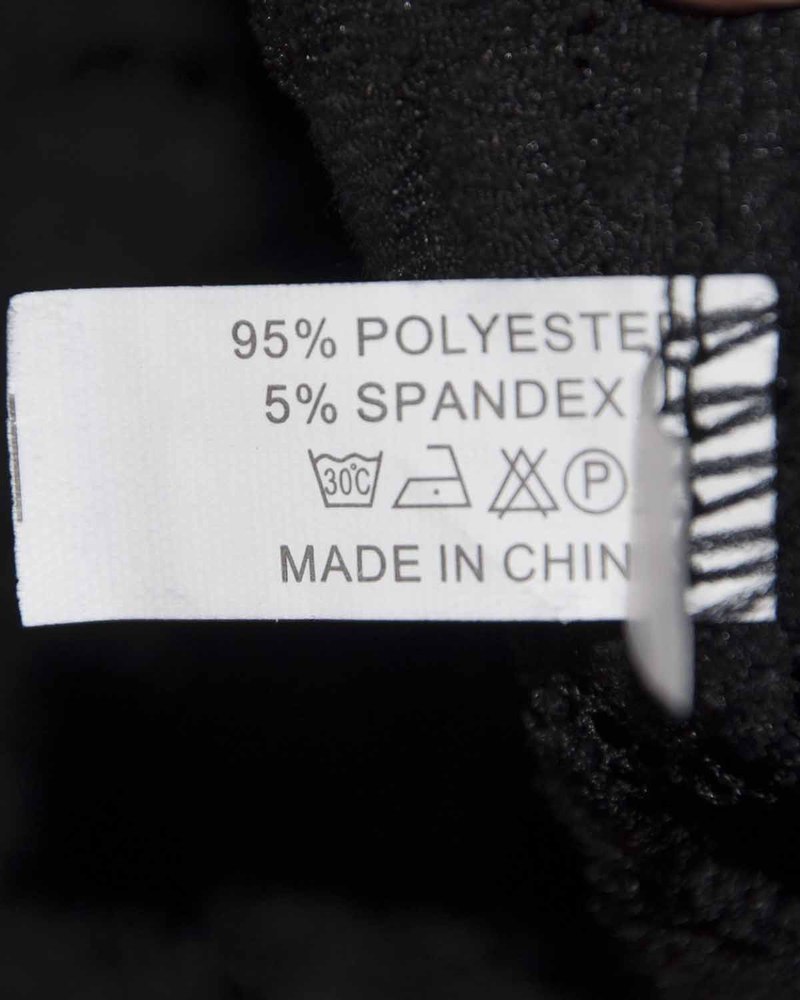 95% POLYESTER
5% SPANDEX
30℃ P
MADE IN CHIN